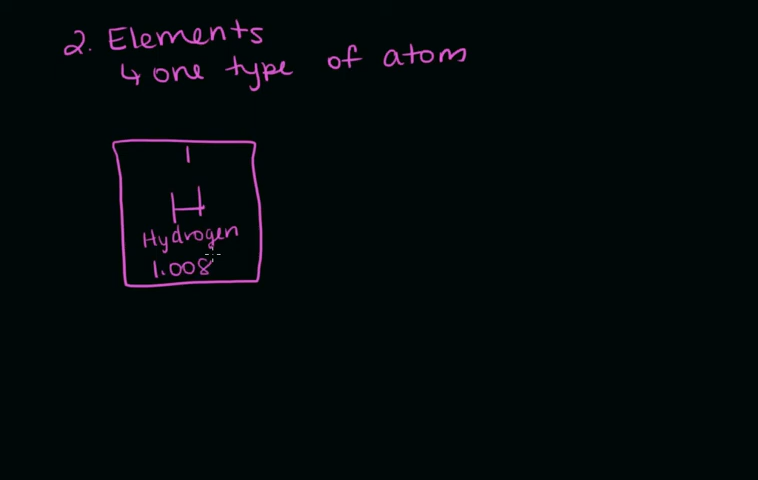 2. Elements
↳ one type of atom
1
H
Hydrogen
1.008